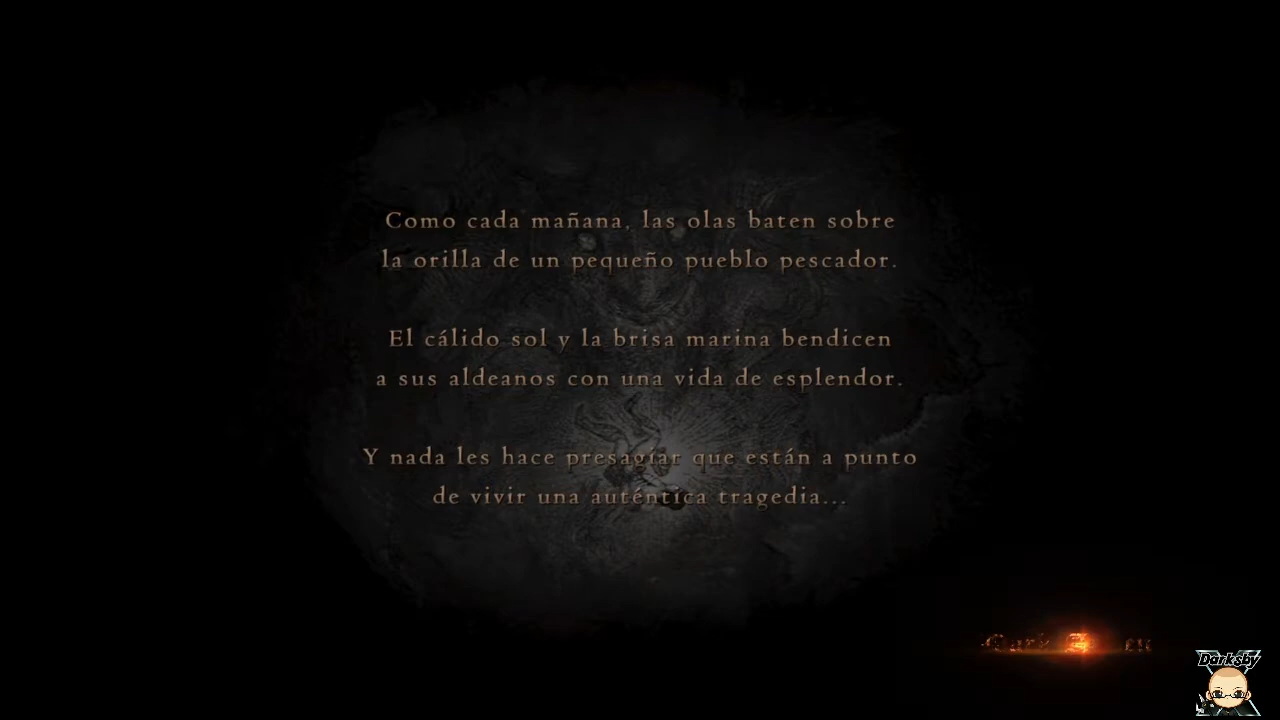 Como cada mañana, las olas baten sobre
la orilla de un pequeño pueblo pescador.
El cálido sol y la brisa marina bendicen
a sus aldeanos con una vida de esplendor.
Y nada les hace presagiar que están a punto
de vivir una auténtica tragedia...
Dark
Darksby